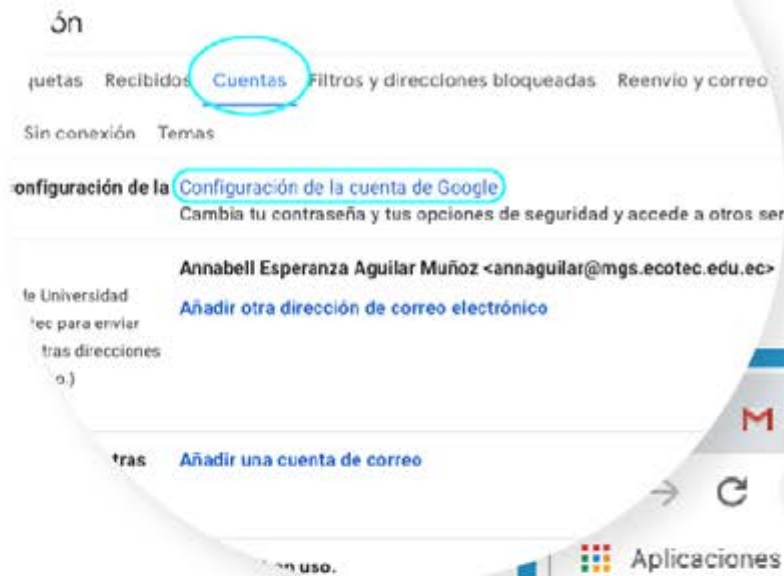 ón
quetas Recibidos Cuentas Filtros y direcciones bloqueadas Reenvío y correo
Sin conexión Temas
onfiguración de la Configuración de la cuenta de Google
Cambia tu contraseña y tus opciones de seguridad y accede a otros ser
Annabell Esperanza Aguilar Muñoz <annaguilar@mgs.ecotec.edu.ec>
de Universidad
Añadir otra dirección de correo electrónico
tec para enviar
tras direcciones
o.)
tras Añadir una cuenta de correo
en uso.
M
Aplicaciones